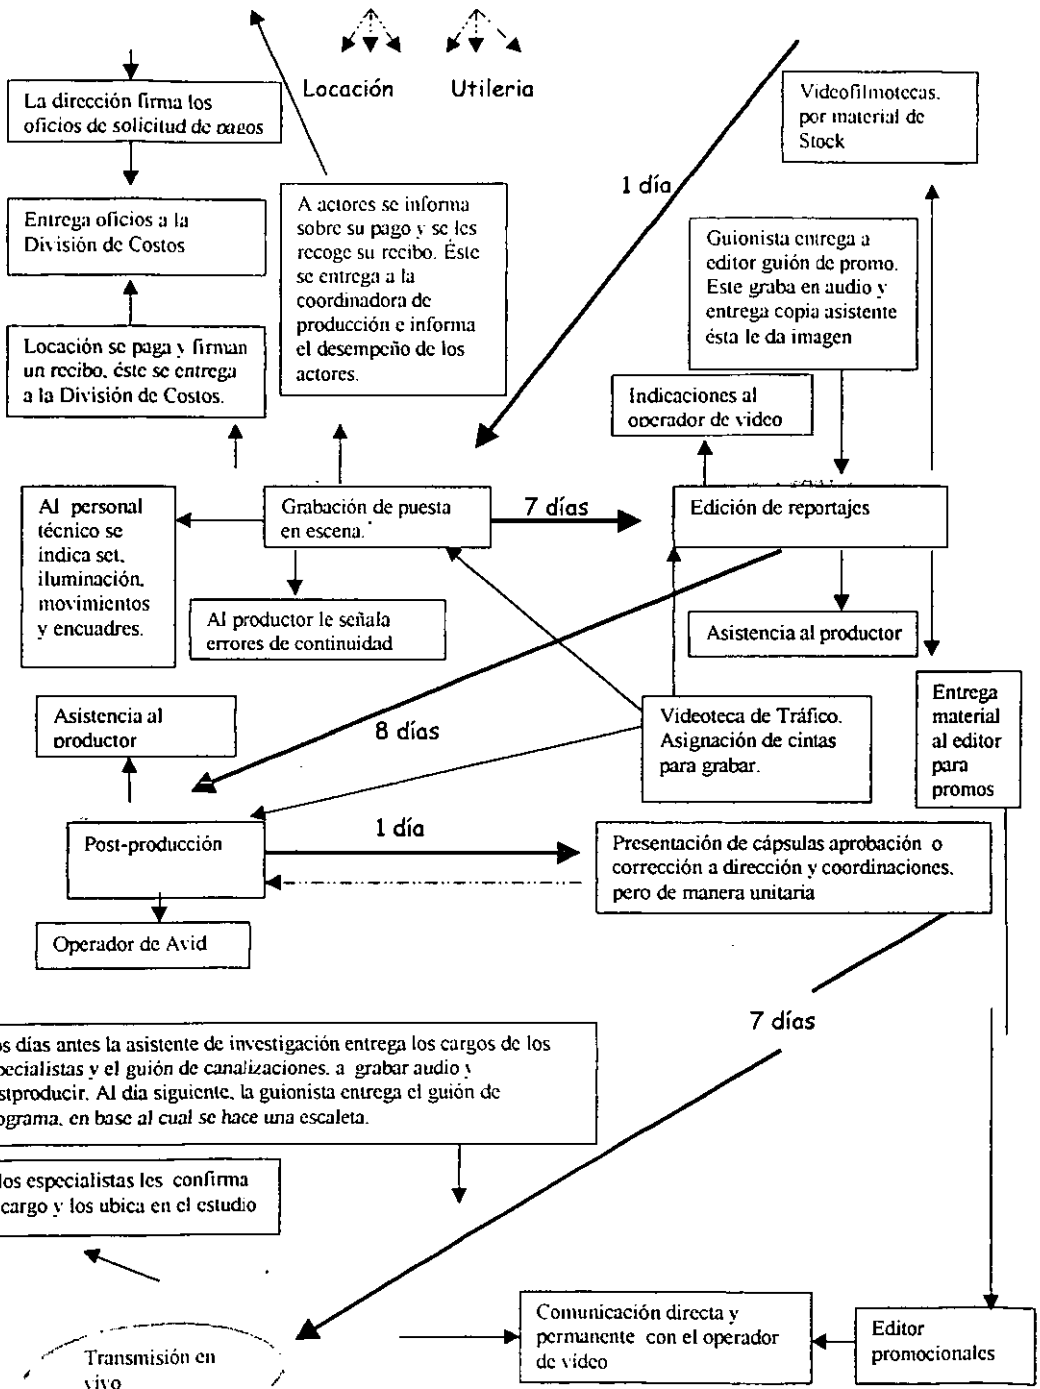 Locación
Utileria
La dirección firma los
oficios de solicitud de pagos
Videofilmotecas.
por material de
Stock
1 día
A actores se informa
sobre su pago y se les
recoge su recibo. Éste
se entrega a la
coordinadora de
producción e informa
el desempeño de los
actores.
Entrega oficios a la
División de Costos
Guionista entrega a
editor guión de promo.
Este graba en audio y
entrega copia asistente
ésta le da imagen
Locación se paga y firman
un recibo, éste se entrega
a la División de Costos.
Indicaciones al
operador de video
Al personal
técnico se
indica set,
iluminación,
movimientos
y encuadres.
Grabación de puesta
en escena.
7 días
Edición de reportajes
Al productor le señala
errores de continuidad
Asistencia al productor
Asistencia al
productor
8 días
Videoteca de Tráfico.
Asignación de cintas
para grabar.
Entrega
material
al editor
para
promos
Post-producción
1 día
Presentación de cápsulas aprobación o
corrección a dirección y coordinaciones,
pero de manera unitaria
Operador de Avid
7 días
os días antes la asistente de investigación entrega los cargos de los
pecialistas y el guión de canalizaciones. a grabar audio y
stproducir. Al día siguiente, la guionista entrega el guión de
ograma, en base al cual se hace una escaleta.
los especialistas les confirma
cargo y los ubica en el estudio
Comunicación directa y
permanente con el operador
de video
Editor
promocionales
Transmisión en
vivo